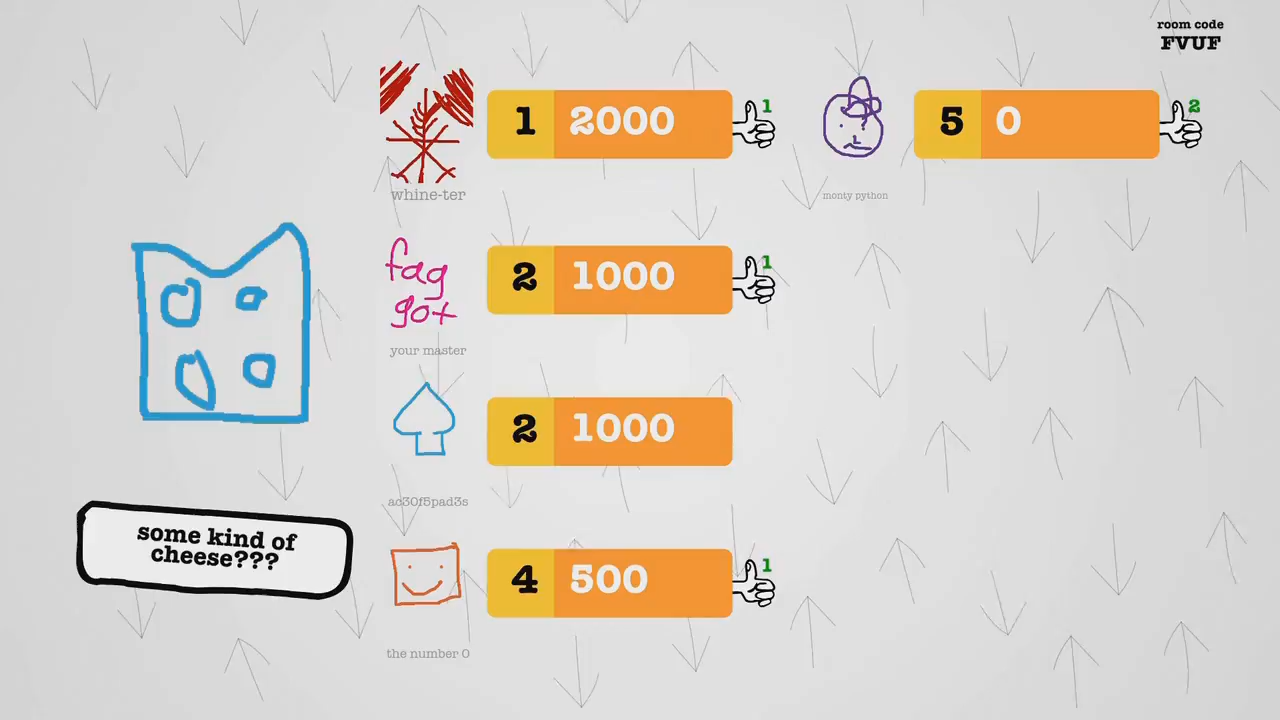 room code
FVUF
1 2000 1
whine-ter
5 0 2
monty python
fag
got
2 1000 1
your master
2 1000
ac30f5pad3s
some kind of
cheese???
4 500 1
the number 0